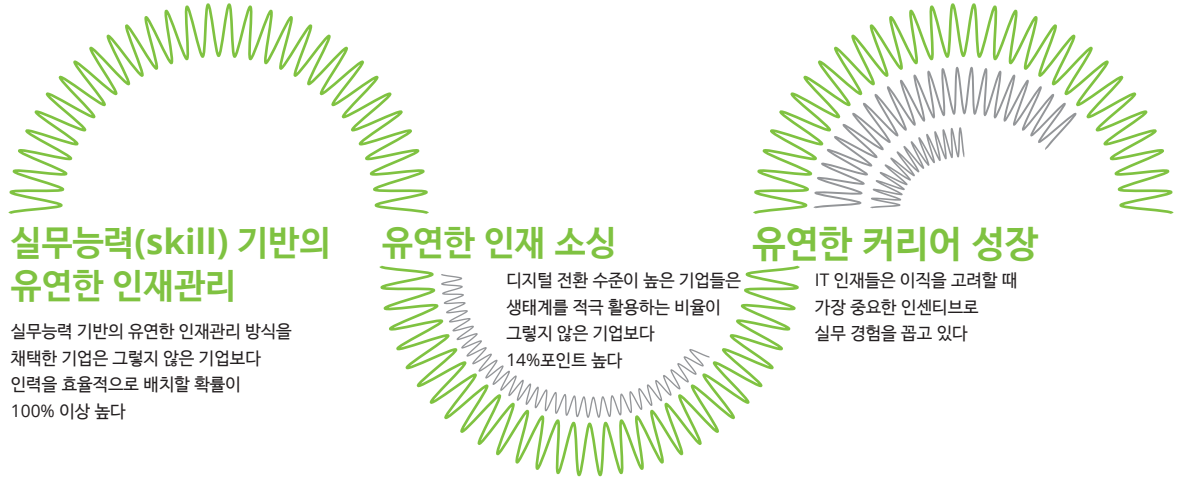 실무능력(skill) 기반의
유연한 인재관리
실무능력 기반의 유연한 인재관리 방식을
채택한 기업은 그렇지 않은 기업보다
인력을 효율적으로 배치할 확률이
100% 이상 높다
유연한 인재 소싱
디지털 전환 수준이 높은 기업들은
생태계를 적극 활용하는 비율이
그렇지 않은 기업보다
14%포인트 높다
유연한 커리어 성장
IT 인재들은 이직을 고려할 때
가장 중요한 인센티브로
실무 경험을 꼽고 있다